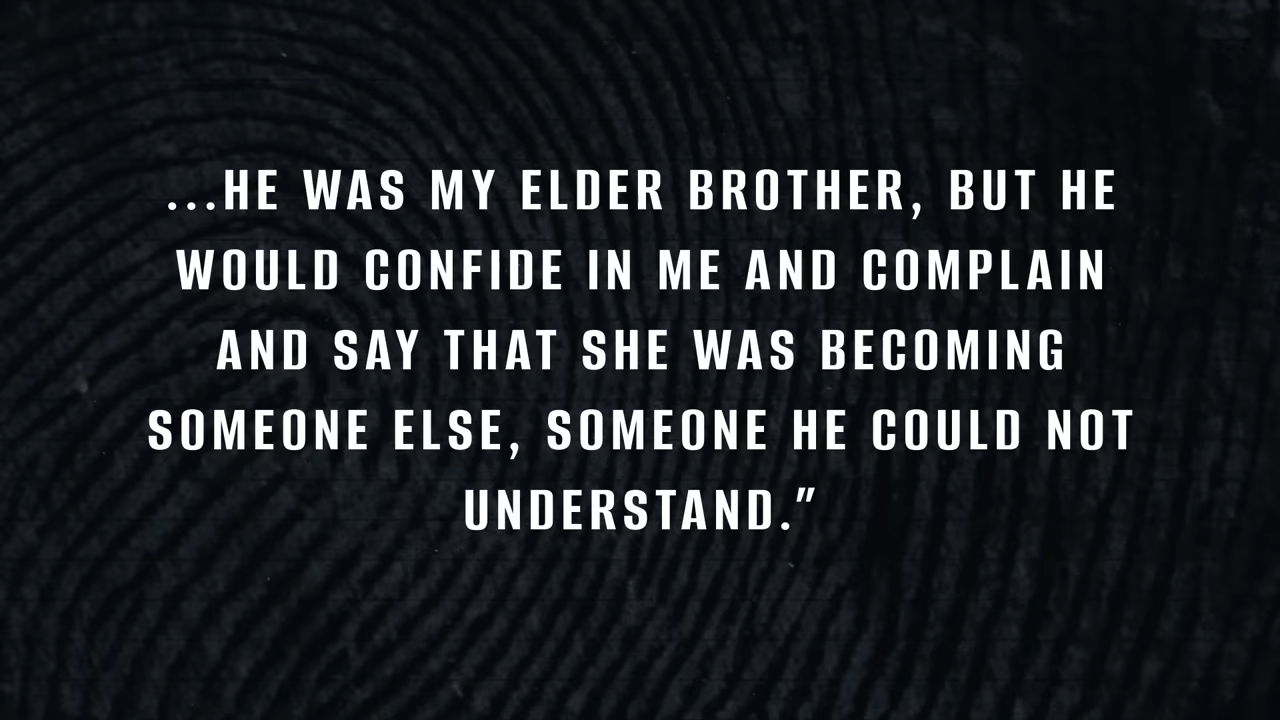 ...HE WAS MY ELDER BROTHER, BUT HE
WOULD CONFIDE IN ME AND COMPLAIN
AND SAY THAT SHE WAS BECOMING
SOMEONE ELSE, SOMEONE HE COULD NOT
UNDERSTAND.”